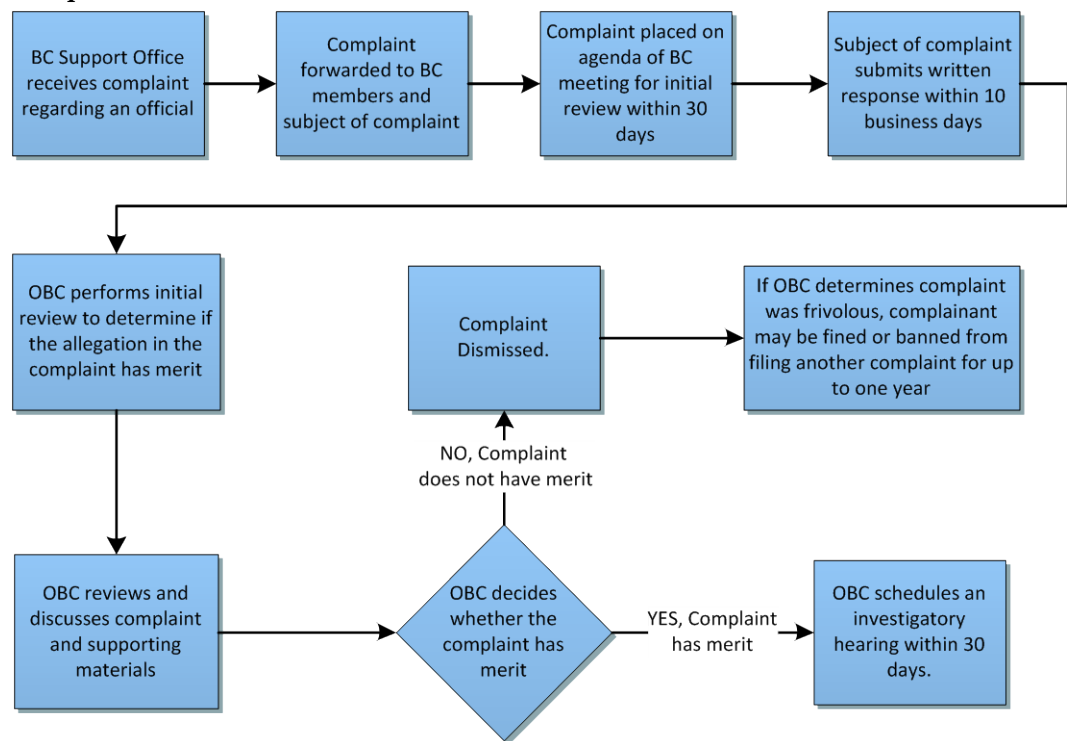 BC Support Office
receives complaint
regarding an official
Complaint
forwarded to BC
members and
subject of complaint
Complaint placed on
agenda of BC
meeting for initial
review within 30
days
Subject of complaint
submits written
response within 10
business days
OBC performs initial
review to determine if
the allegation in the
complaint has merit
Complaint
Dismissed.
If OBC determines complaint
was frivolous, complainant
may be fined or banned from
filing another complaint for up
to one year
NO, Complaint
does not have merit
OBC reviews and
discusses complaint
and supporting
materials
OBC decides
whether the
complaint has
merit
YES, Complaint
has merit
OBC schedules an
investigatory
hearing within 30
days.